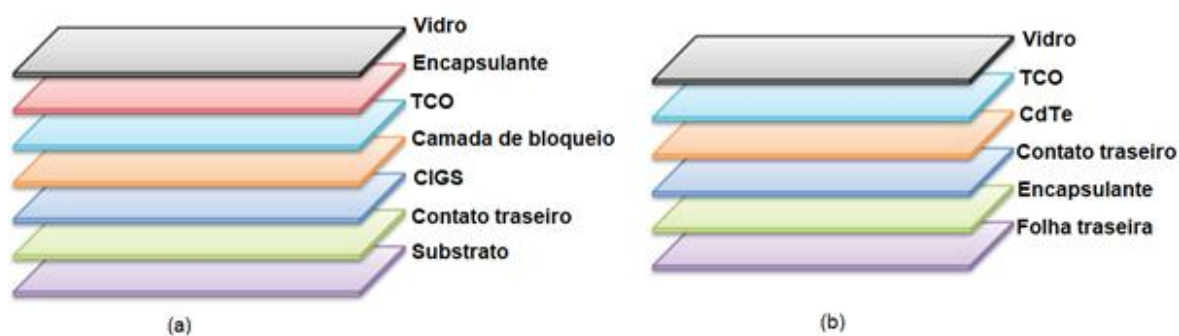 Vidro
Encapsulante
TCO
Camada de bloqueio
CIGS
Contato traseiro
Substrato
(a)
Vidro
TCO
CdTe
Contato traseiro
Encapsulante
Folha traseira
(b)